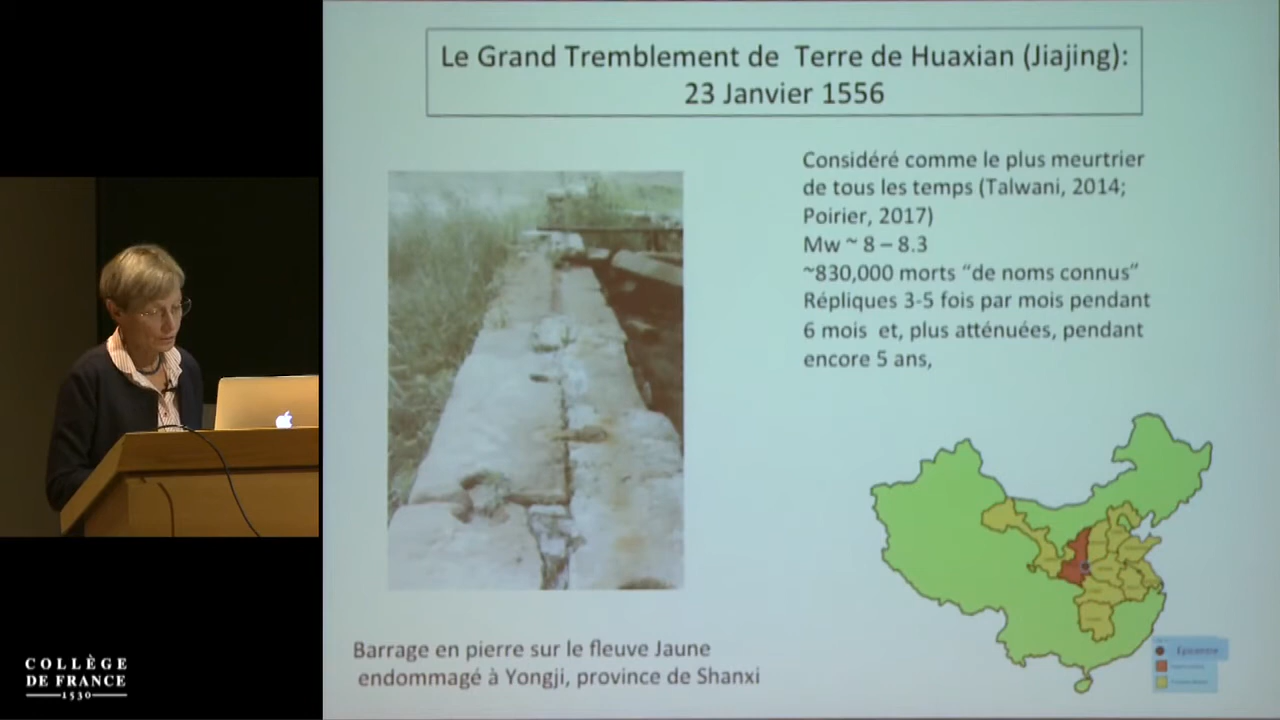 Le Grand Tremblement de Terre de Huaxian (Jiajing):
23 Janvier 1556
Considéré comme le plus meurtrier
de tous les temps (Talwani, 2014;
Poirier, 2017)
Mw ~ 8 – 8.3
~830,000 morts "de noms connus"
Répliques 3-5 fois par mois pendant
6 mois et, plus atténuées, pendant
encore 5 ans,
Barrage en pierre sur le fleuve Jaune
endommagé à Yongji, province de Shanxi
COLLÈGE
DE FRANCE
1530